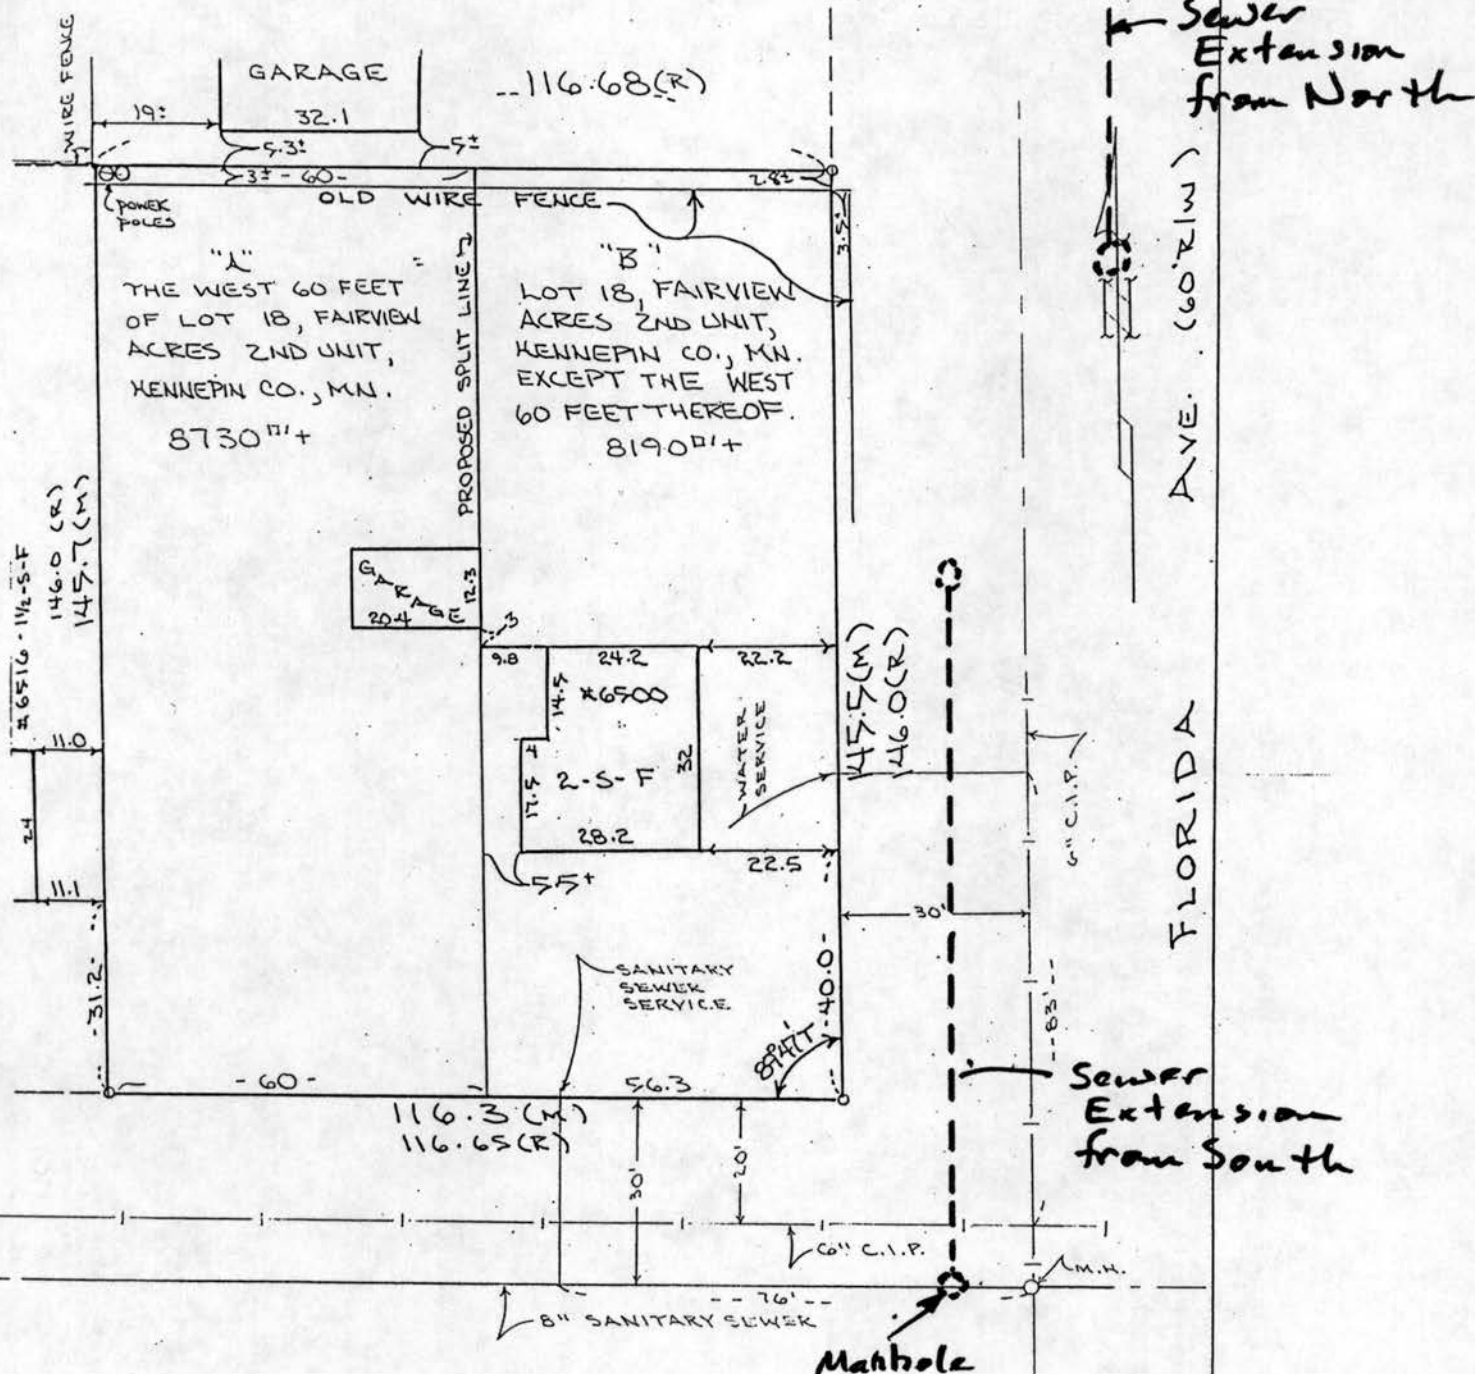 Sewer
Extension
from North
WIRE FENCE
GARAGE
32.1
19±
116.68(R)
5.3±
5±
3±
-60-
2.8±
POWER
POLES
OLD WIRE FENCE
3.5±
"A"
THE WEST 60 FEET
OF LOT 18, FAIRVIEW
ACRES 2ND UNIT,
HENNEPIN CO., MN.
8730□'±
PROPOSED SPLIT LINE
"B"
LOT 18, FAIRVIEW
ACRES 2ND UNIT,
HENNEPIN CO., MN.
EXCEPT THE WEST
60 FEET THEREOF.
8190□'±
FLORIDA AVE. (60' R/W)
146.0 (R)
145.7 (M)
#6516 - 1 1/2-S-F
GARAGE
20.4
12.3
3
9.8
24.2
22.2
14.5
#6500
4
2-S-F
32
17.5
28.2
22.5
WATER
SERVICE
145.5(M)
146.0(R)
6" C.I.P.
11.0
24
11.1
5.5±
30'
-31.2-
SANITARY
SEWER
SERVICE
-40.0-
83'
-60-
56.3
116.3 (M)
116.65(R)
Sewer
Extension
from South
30'
20'
6" C.I.P.
M.H.
76'
8" SANITARY SEWER
Manhole